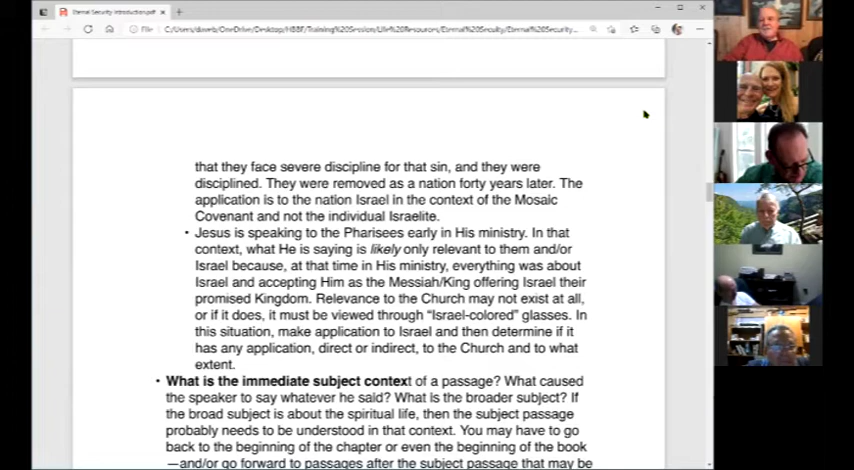 Eternal Security Introduction.pdf
File
that they face severe discipline for that sin, and they were
disciplined. They were removed as a nation forty years later. The
application is to the nation Israel in the context of the Mosaic
Covenant and not the individual Israelite.
• Jesus is speaking to the Pharisees early in His ministry. In that
context, what He is saying is likely only relevant to them and/or
Israel because, at that time in His ministry, everything was about
Israel and accepting Him as the Messiah/King offering Israel their
promised Kingdom. Relevance to the Church may not exist at all,
or if it does, it must be viewed through “Israel-colored” glasses. In
this situation, make application to Israel and then determine if it
has any application, direct or indirect, to the Church and to what
extent.
• What is the immediate subject context of a passage? What caused
the speaker to say whatever he said? What is the broader subject? If
the broad subject is about the spiritual life, then the subject passage
probably needs to be understood in that context. You may have to go
back to the beginning of the chapter or even the beginning of the book
—and/or go forward to passages after the subject passage that may be